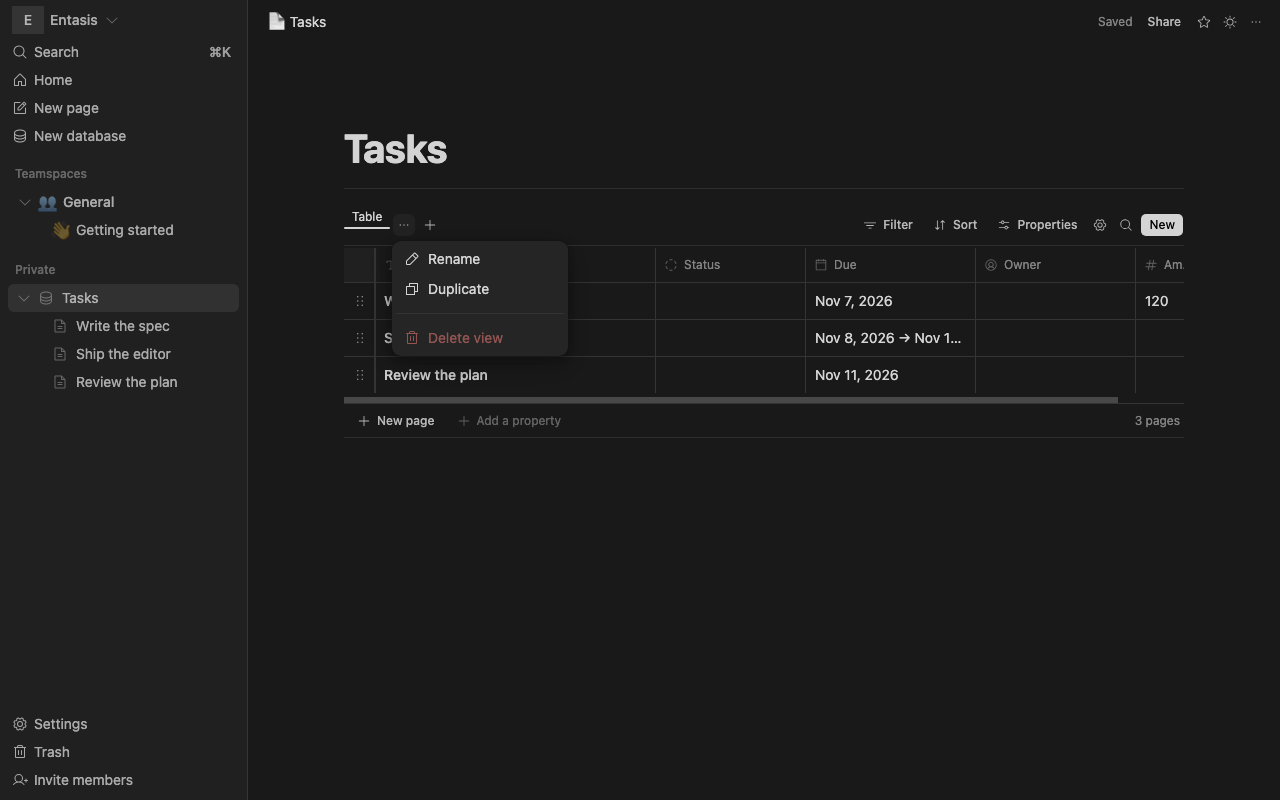 E Entasis
Search ⌘K
Home
New page
New database
Teamspaces
General
Getting started
Private
Tasks
Write the spec
Ship the editor
Review the plan
Settings
Trash
Invite members
Tasks
Saved Share
Tasks
Table
Filter Sort Properties New
Rename
Duplicate
Delete view
Status Due Owner # Am.
W Nov 7, 2026 120
S Nov 8, 2026 → Nov 1...
Review the plan Nov 11, 2026
New page Add a property 3 pages